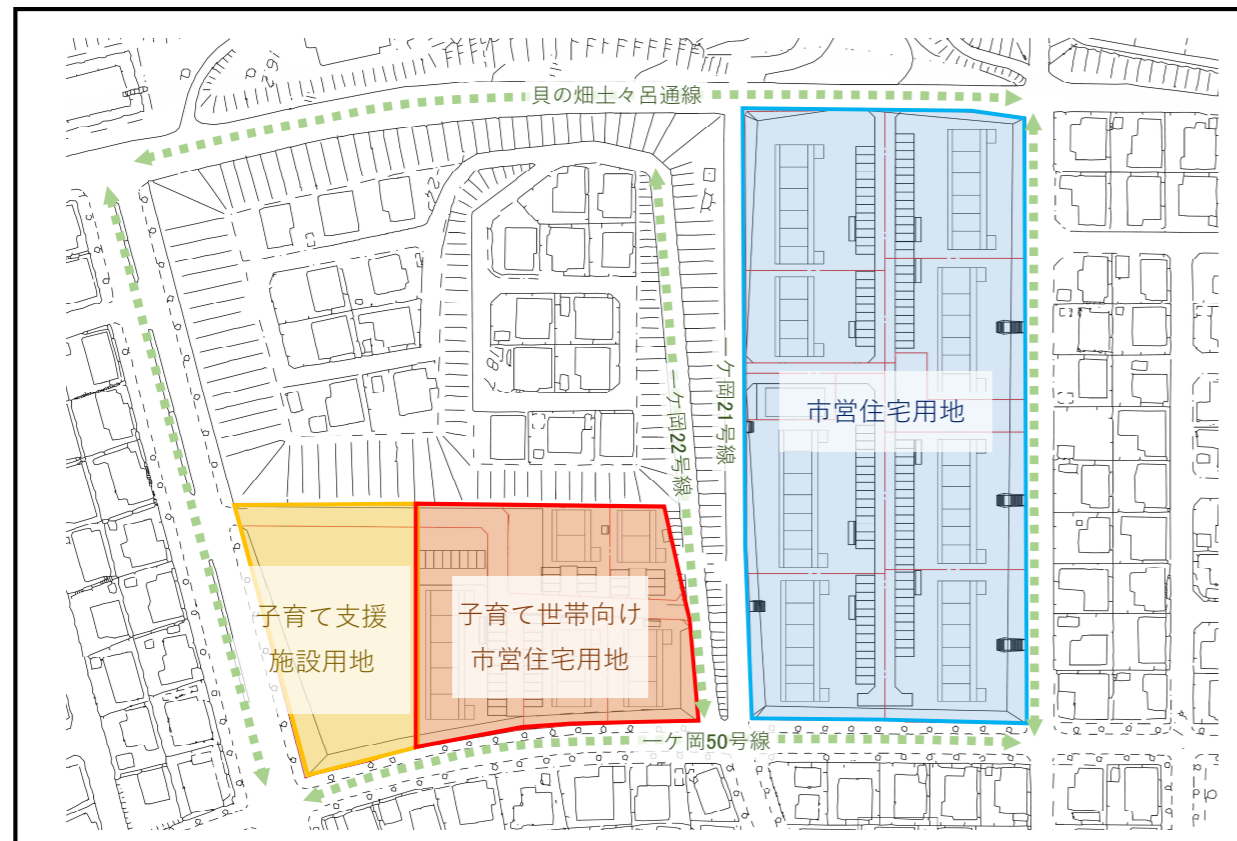 貝の畑土々呂通線
一ケ岡21号線
一ケ岡22号線
市営住宅用地
子育て支援
施設用地
子育て世帯向け
市営住宅用地
一ケ岡50号線